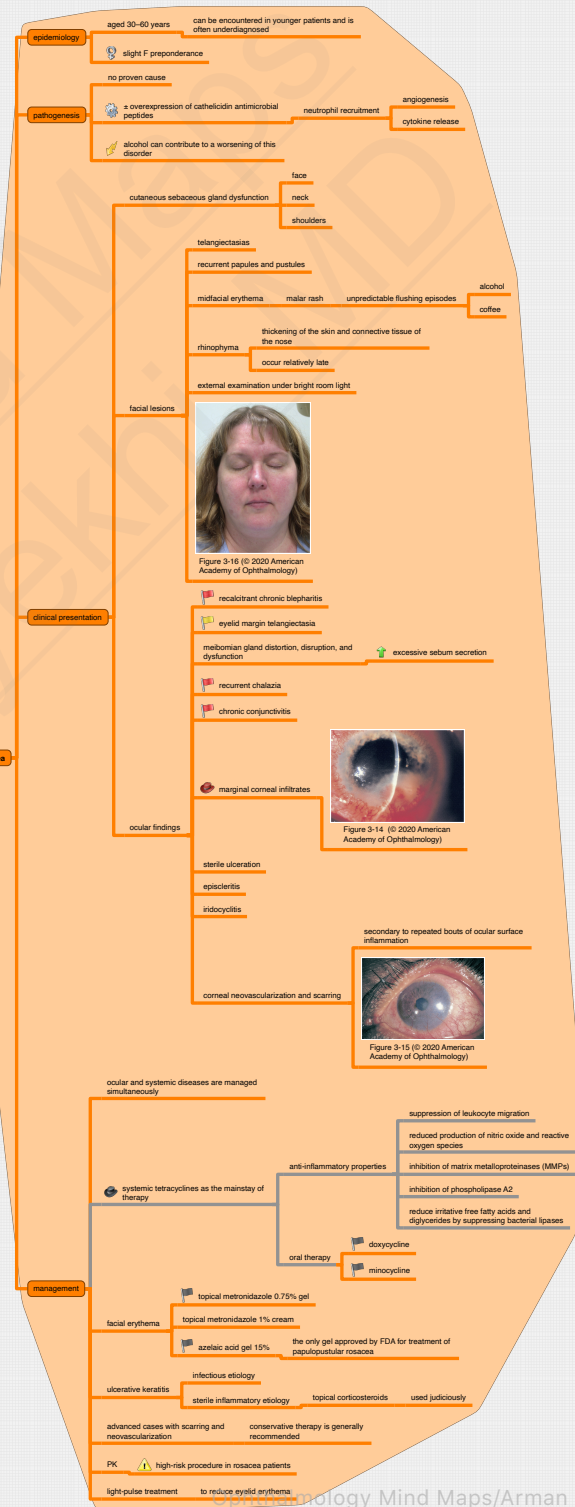 epidemiology
aged 30–60 years
can be encountered in younger patients and is
often underdiagnosed
slight F preponderance
pathogenesis
no proven cause
± overexpression of cathelicidin antimicrobial
peptides
neutrophil recruitment
angiogenesis
cytokine release
alcohol can contribute to a worsening of this
disorder
clinical presentation
cutaneous sebaceous gland dysfunction
face
neck
shoulders
facial lesions
telangiectasias
recurrent papules and pustules
midfacial erythema
malar rash
unpredictable flushing episodes
alcohol
coffee
rhinophyma
thickening of the skin and connective tissue of
the nose
occur relatively late
external examination under bright room light
Figure 3-16 (© 2020 American
Academy of Ophthalmology)
ocular findings
recalcitrant chronic blepharitis
eyelid margin telangiectasia
meibomian gland distortion, disruption, and
dysfunction
excessive sebum secretion
recurrent chalazia
chronic conjunctivitis
marginal corneal infiltrates
Figure 3-14 (© 2020 American
Academy of Ophthalmology)
sterile ulceration
episcleritis
iridocyclitis
corneal neovascularization and scarring
secondary to repeated bouts of ocular surface
inflammation
Figure 3-15 (© 2020 American
Academy of Ophthalmology)
management
ocular and systemic diseases are managed
simultaneously
systemic tetracyclines as the mainstay of
therapy
anti-inflammatory properties
suppression of leukocyte migration
reduced production of nitric oxide and reactive
oxygen species
inhibition of matrix metalloproteinases (MMPs)
inhibition of phospholipase A2
reduce irritative free fatty acids and
diglycerides by suppressing bacterial lipases
oral therapy
doxycycline
minocycline
facial erythema
topical metronidazole 0.75% gel
topical metronidazole 1% cream
azelaic acid gel 15%
the only gel approved by FDA for treatment of
papulopustular rosacea
ulcerative keratitis
infectious etiology
sterile inflammatory etiology
topical corticosteroids
used judiciously
advanced cases with scarring and
neovascularization
conservative therapy is generally
recommended
PK
high-risk procedure in rosacea patients
light-pulse treatment
to reduce eyelid erythema
Ophthalmology Mind Maps/Arman